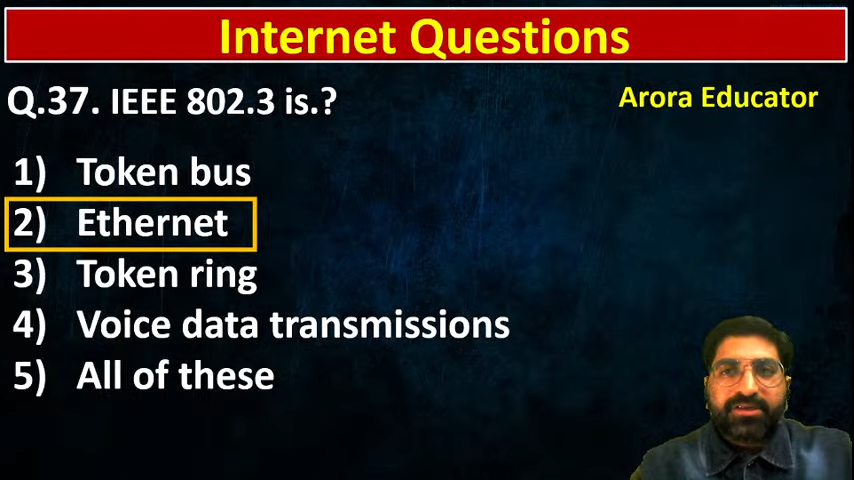 Internet Questions
Q.37. IEEE 802.3 is.?
Arora Educator
1) Token bus
2) Ethernet
3) Token ring
4) Voice data transmissions
5) All of these